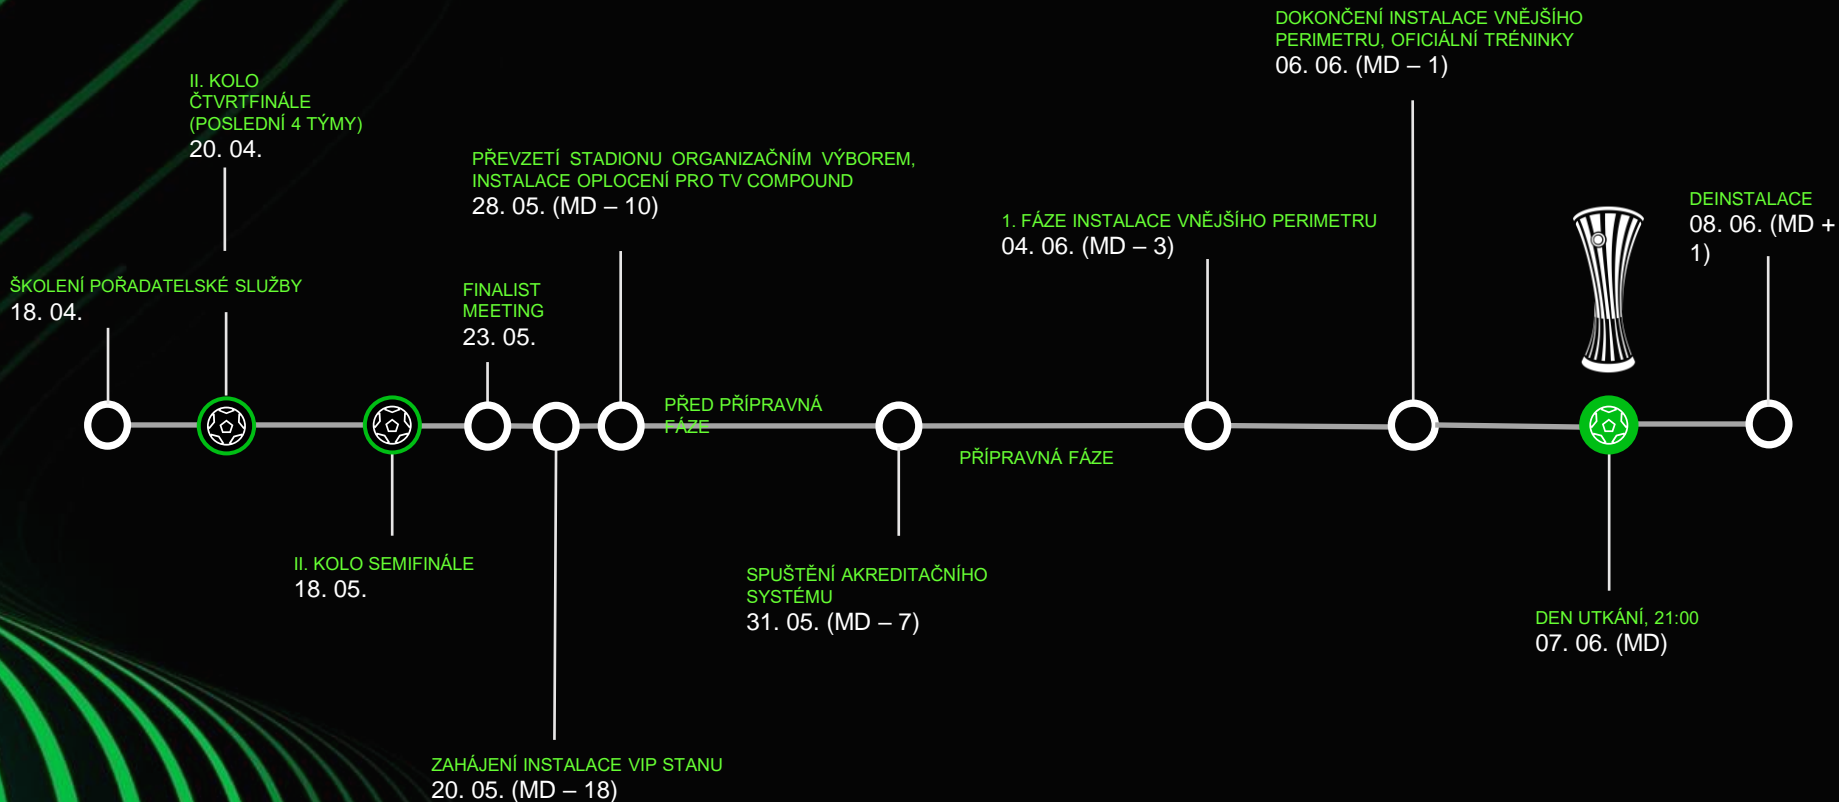 ŠKOLENÍ POŘADATELSKÉ SLUŽBY
18. 04.
II. KOLO
ČTVRTFINÁLE
(POSLEDNÍ 4 TÝMY)
20. 04.
II. KOLO SEMIFINÁLE
18. 05.
FINALIST
MEETING
23. 05.
ZAHÁJENÍ INSTALACE VIP STANU
20. 05. (MD – 18)
PŘEVZETÍ STADIONU ORGANIZAČNÍM VÝBOREM,
INSTALACE OPLOCENÍ PRO TV COMPOUND
28. 05. (MD – 10)
PŘED PŘÍPRAVNÁ
FÁZE
SPUŠTĚNÍ AKREDITAČNÍHO
SYSTÉMU
31. 05. (MD – 7)
PŘÍPRAVNÁ FÁZE
1. FÁZE INSTALACE VNĚJŠÍHO PERIMETRU
04. 06. (MD – 3)
DOKONČENÍ INSTALACE VNĚJŠÍHO
PERIMETRU, OFICIÁLNÍ TRÉNINKY
06. 06. (MD – 1)
DEN UTKÁNÍ, 21:00
07. 06. (MD)
DEINSTALACE
08. 06. (MD +
1)